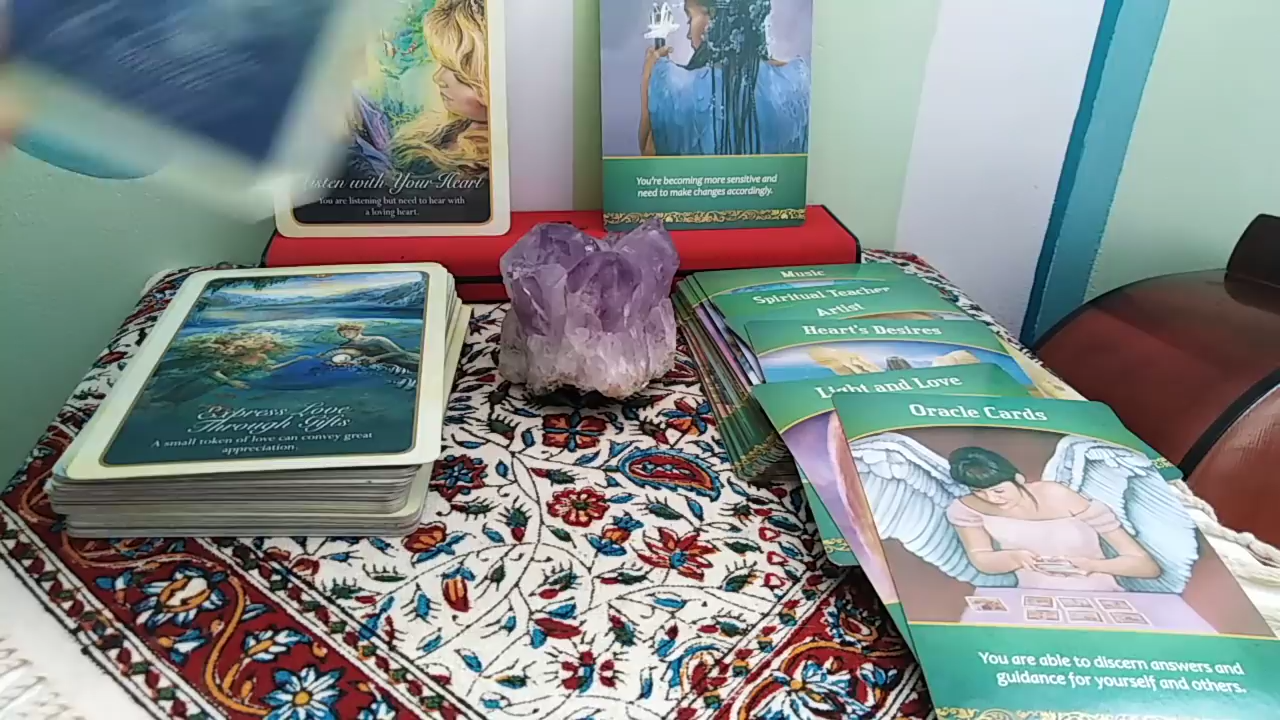 Listen with Your Heart
You are listening but need to hear with
a loving heart.
You're becoming more sensitive and
need to make changes accordingly.
Express Love
Through Gifts
A small token of love can convey great
appreciation.
Music
Spiritual Teacher
Artist
Heart's Desires
Light and Love
Oracle Cards
You are able to discern answers and
guidance for yourself and others.